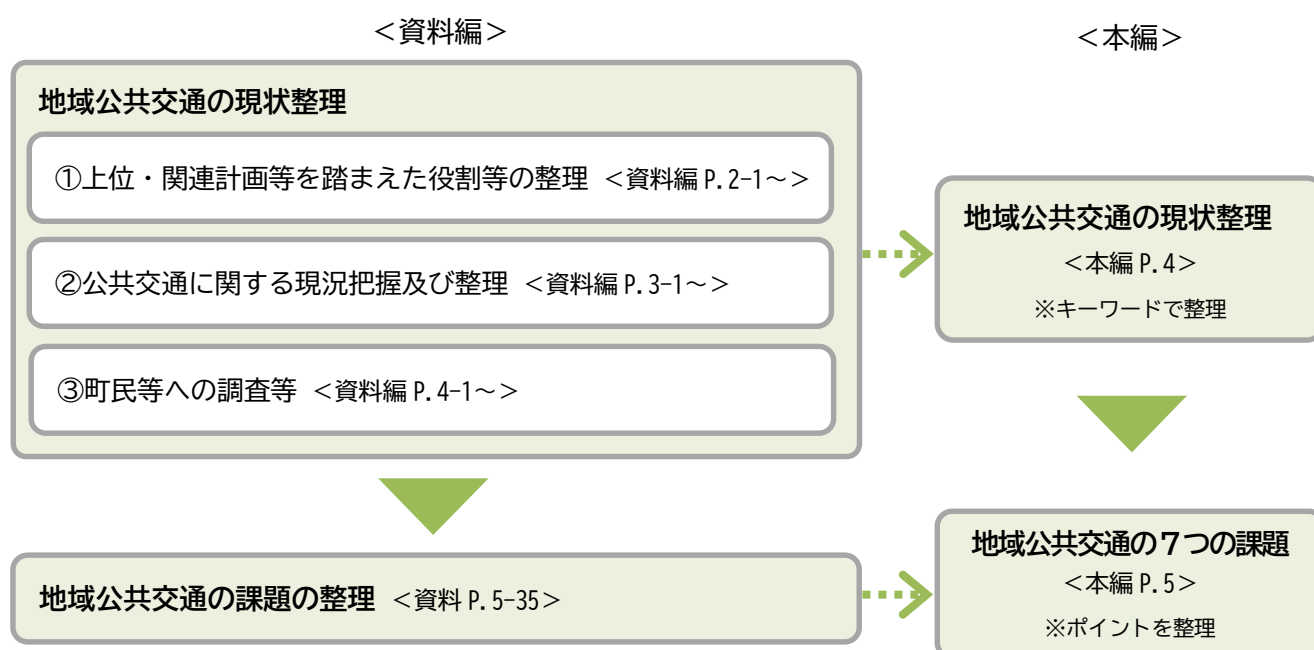 ＜資料編＞
＜本編＞
地域公共交通の現状整理
①上位・関連計画等を踏まえた役割等の整理 ＜資料編 P.2-1～＞
②公共交通に関する現況把握及び整理 ＜資料編 P.3-1～＞
③町民等への調査等 ＜資料編 P.4-1～＞
地域公共交通の現状整理
＜本編 P.4＞
※キーワードで整理
地域公共交通の課題の整理 ＜資料 P.5-35＞
地域公共交通の７つの課題
＜本編 P.5＞
※ポイントを整理